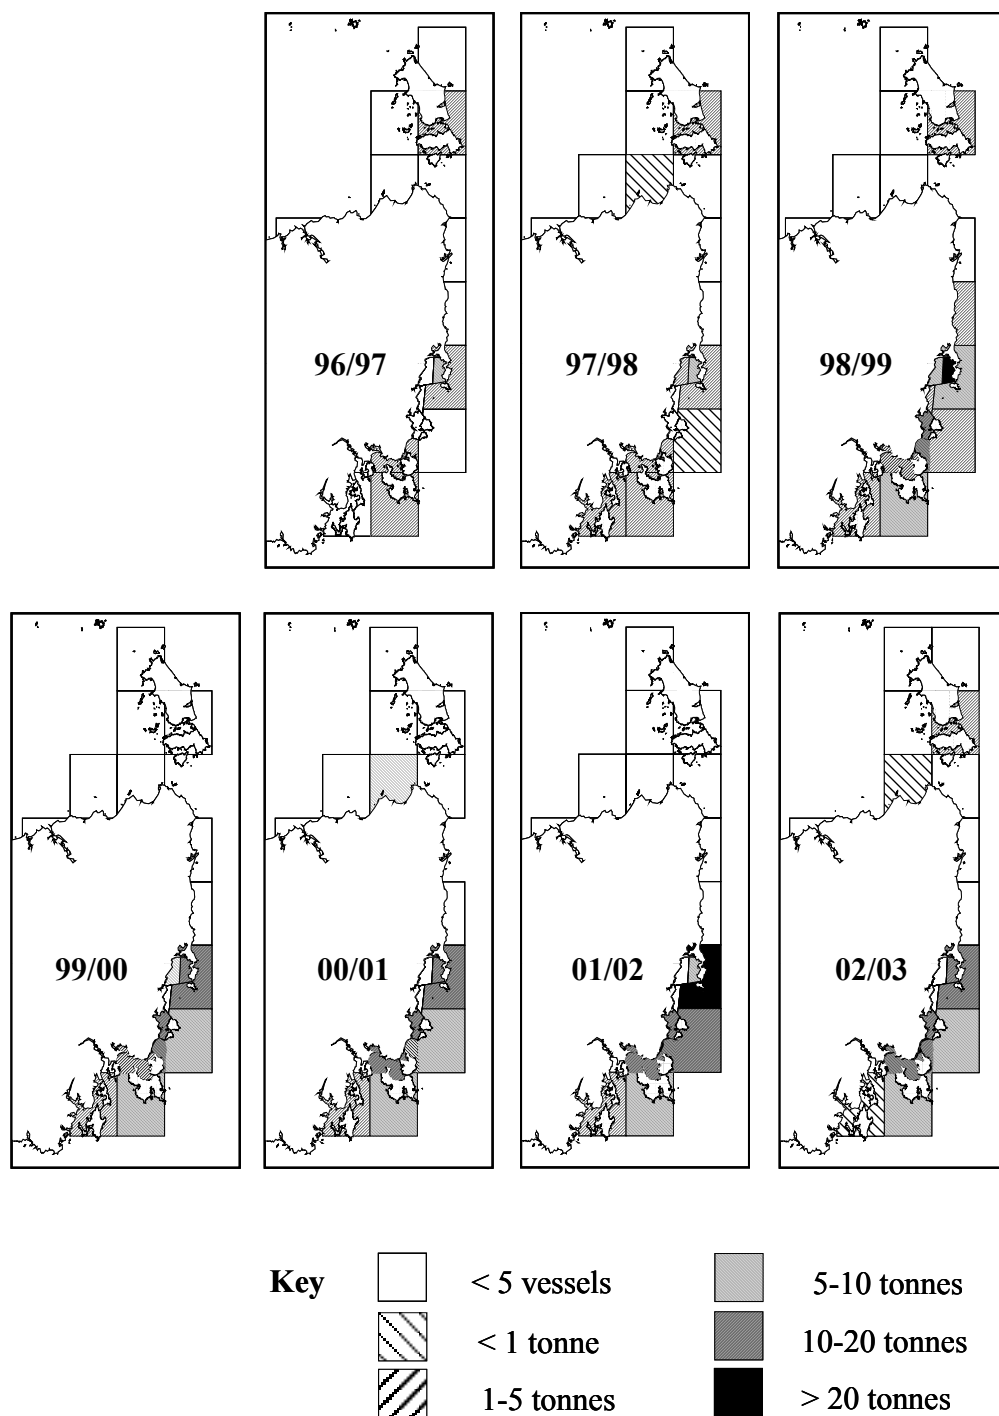 96/97
97/98
98/99
99/00
00/01
01/02
02/03
Key
< 5 vessels
5-10 tonnes
< 1 tonne
10-20 tonnes
1-5 tonnes
> 20 tonnes